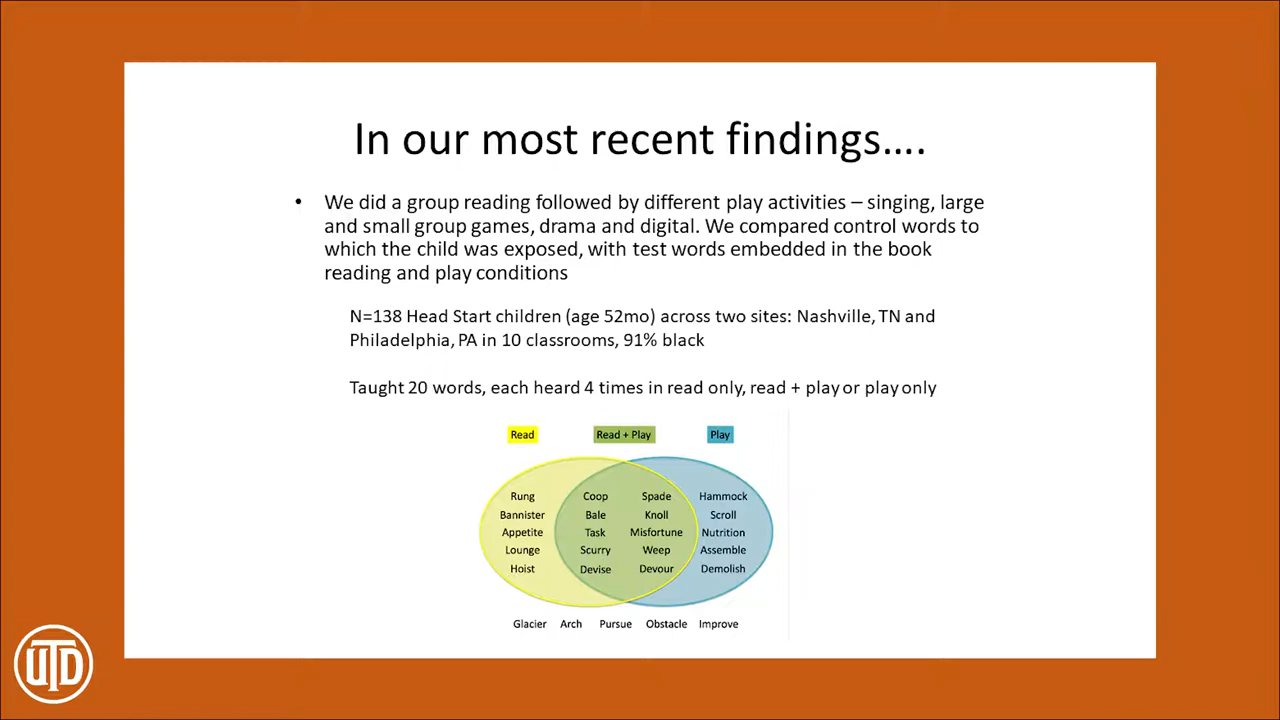 In our most recent findings….
• We did a group reading followed by different play activities – singing, large
and small group games, drama and digital. We compared control words to
which the child was exposed, with test words embedded in the book
reading and play conditions
N=138 Head Start children (age 52mo) across two sites: Nashville, TN and
Philadelphia, PA in 10 classrooms, 91% black
Taught 20 words, each heard 4 times in read only, read + play or play only
Read Read + Play Play
Rung Coop Spade Hammock
Bannister Bale Knoll Scroll
Appetite Task Misfortune Nutrition
Lounge Scurry Weep Assemble
Hoist Devise Devour Demolish
Glacier Arch Pursue Obstacle Improve
UTD